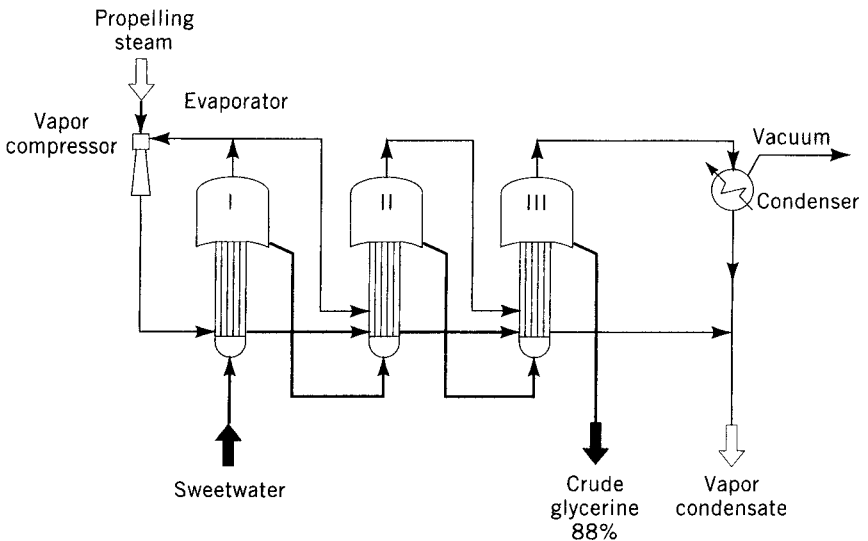 Propelling
steam
Evaporator
Vapor
compressor
Vacuum
I
II
III
Condenser
Sweetwater
Crude
glycerine
88%
Vapor
condensate